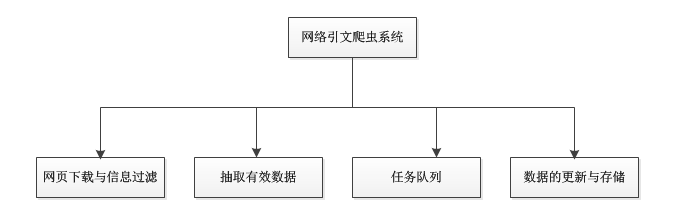 网络引文爬虫系统
网页下载与信息过滤
抽取有效数据
任务队列
数据的更新与存储